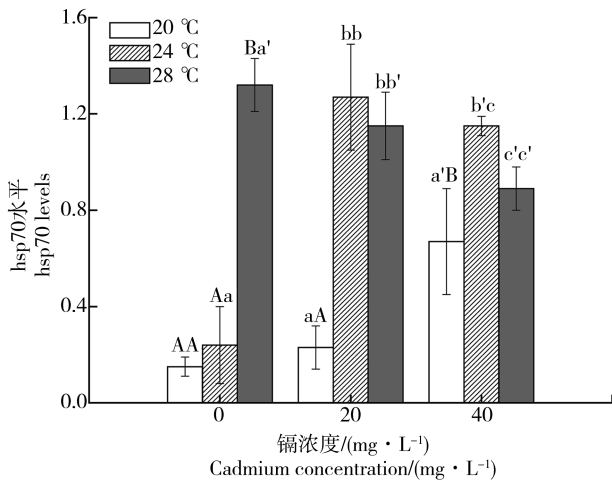 1.6
1.2
0.8
0.4
0.0
hsp70水平
hsp70 levels
20 ℃
24 ℃
28 ℃
AA
Aa
Ba'
aA
bb
bb'
a'B
b'c
c'c'
0
20
40
镉浓度/(mg·L⁻¹)
Cadmium concentration/(mg·L⁻¹)